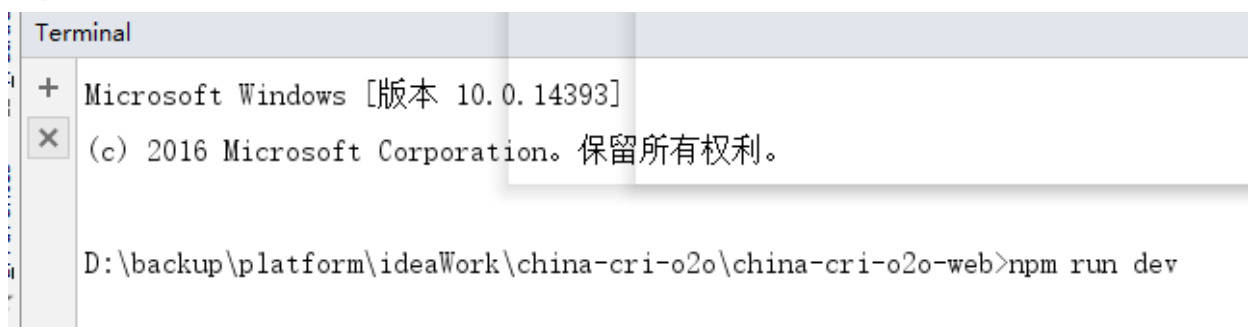 Terminal
Microsoft Windows [版本 10.0.14393]
(c) 2016 Microsoft Corporation。保留所有权利。
D:\backup\platform\ideaWork\china-cri-o2o\china-cri-o2o-web>npm run dev